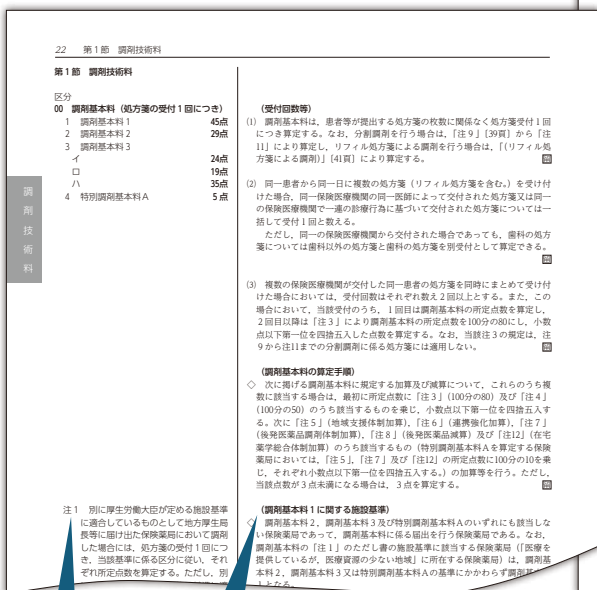 22　第１節　調剤技術料
第１節　調剤技術料
区分
00　調剤基本料（処方箋の受付１回につき）
１　調剤基本料１　45点
２　調剤基本料２　29点
３　調剤基本料３
イ　24点
ロ　19点
ハ　35点
４　特別調剤基本料Ａ　５点
調剤技術料
注１　別に厚生労働大臣が定める施設基準
に適合しているものとして地方厚生局
長等に届け出た保険薬局において調剤
した場合には，処方箋の受付１回につ
き，当該基準に係る区分に従い，それ
ぞれ所定点数を算定する。ただし，別
（受付回数等）
(1)　調剤基本料は，患者等が提出する処方箋の枚数に関係なく処方箋受付１回
につき算定する。なお，分割調剤を行う場合は，「注９」［39頁］から「注
11」により算定し，リフィル処方箋による調剤を行う場合は，「（リフィル処
方箋による調剤）」［41頁］により算定する。
(2)　同一患者から同一日に複数の処方箋（リフィル処方箋を含む。）を受け付
けた場合，同一保険医療機関の同一医師によって交付された処方箋又は同一
の保険医療機関で一連の診療行為に基づいて交付された処方箋については一
括して受付１回と数える。
ただし，同一の保険医療機関から交付された場合であっても，歯科の処方
箋については歯科以外の処方箋と歯科の処方箋を別受付として算定できる。
(3)　複数の保険医療機関が交付した同一患者の処方箋を同時にまとめて受け付
けた場合においては，受付回数はそれぞれ数え２回以上とする。また，この
場合において，当該受付のうち，１回目は調剤基本料の所定点数を算定し，
２回目以降は「注３」により調剤基本料の所定点数を100分の80にし，小数
点以下第一位を四捨五入した点数を算定する。なお，当該注３の規定は，注
９から注11までの分割調剤に係る処方箋には適用しない。
（調剤基本料の算定手順）
◇　次に掲げる調剤基本料に規定する加算及び減算について，これらのうち複
数に該当する場合は，最初に所定点数に「注３」（100分の80）及び「注４」
（100分の50）のうち該当するものを乗じ，小数点以下第一位を四捨五入す
る。次に「注５」（地域支援体制加算），「注６」（連携強化加算），「注７」
（後発医薬品調剤体制加算），「注８」（後発医薬品減算）及び「注12」（在宅
薬学総合体制加算）のうち該当するもの（特別調剤基本料Ａを算定する保険
薬局においては，「注５」，「注７」及び「注12」の所定点数に100分の10を乗
じ，それぞれ小数点以下第一位を四捨五入する。）の加算等を行う。ただし，
当該点数が３点未満になる場合は，３点を算定する。
（調剤基本料１に関する施設基準）
◇　調剤基本料２，調剤基本料３及び特別調剤基本料Ａのいずれにも該当しな
い保険薬局であって，調剤基本料に係る届出を行う保険薬局である。なお，
調剤基本料の「注１」のただし書の施設基準に該当する保険薬局（「医療を
提供しているが，医療資源の少ない地域」に所在する保険薬局）は，調剤基
本料２，調剤基本料３又は特別調剤基本料Ａの基準にかかわらず調剤基
１となる。